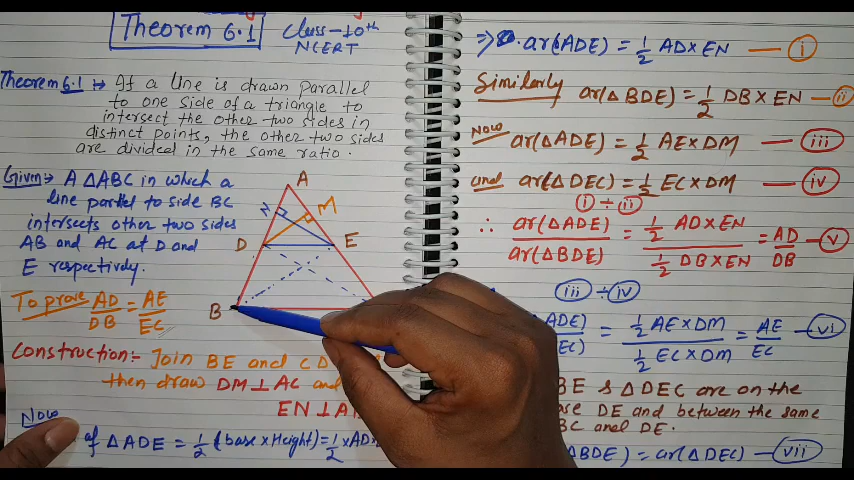 Theorem 6.1
Class-10th
NCERT
Theorem 6.1 :→ If a line is drawn parallel
to one side of a triangle to
intersect the other two sides in
distinct points, the other two sides
are divided in the same ratio.
Given :→ A ΔABC in which a
line parallel to side BC
intersects other two sides
AB and AC at D and
E respectively.
A
N
M
D
E
B
To prove AD/DB = AE/EC
Construction:- Join BE and CD
then draw DM ⊥ AC and
EN ⊥ A
Now
of ΔADE = 1/2 (base × Height) = 1/2 × AD ×
⇒ ar(ADE) = 1/2 AD × EN — (i)
Similarly ar(ΔBDE) = 1/2 DB × EN — (ii)
Now ar(ΔADE) = 1/2 AE × DM — (iii)
and ar(ΔDEC) = 1/2 EC × DM — (iv)
(i) ÷ (ii)
∴ ar(ΔADE)/ar(ΔBDE) = 1/2 AD × EN / 1/2 DB × EN = AD/DB — (v)
(iii) ÷ (iv)
ADE)/EC) = 1/2 AE × DM / 1/2 EC × DM = AE/EC — (vi)
BE & ΔDEC are on the
ase DE and between the same
BC and DE.
ΔBDE) = ar(ΔDEC) — (vii)